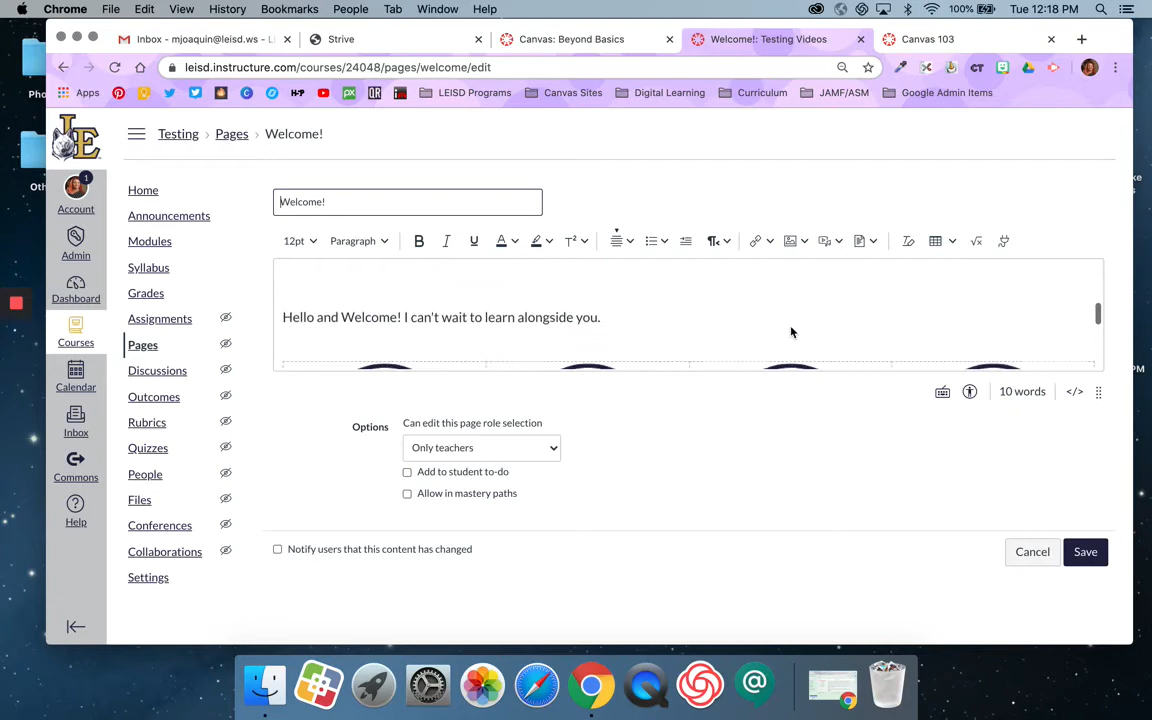 Chrome File Edit View History Bookmarks People Tab Window Help 100% Tue 12:18 PM
Inbox - mjoaquin@leisd.ws - L
Strive
Canvas: Beyond Basics
Welcome!: Testing Videos
Canvas 103
leisd.instructure.com/courses/24048/pages/welcome/edit
Apps LEISD Programs Canvas Sites Digital Learning Curriculum JAMF/ASM Google Admin Items
Testing › Pages › Welcome!
LE
1
Account
Admin
Dashboard
Courses
Calendar
Inbox
Commons
Help
Home
Announcements
Modules
Syllabus
Grades
Assignments
Pages
Discussions
Outcomes
Rubrics
Quizzes
People
Files
Conferences
Collaborations
Settings
Welcome!
12pt Paragraph B I U A T²
Hello and Welcome! I can't wait to learn alongside you.
10 words </>
Options
Can edit this page role selection
Only teachers
Add to student to-do
Allow in mastery paths
Notify users that this content has changed
Cancel Save